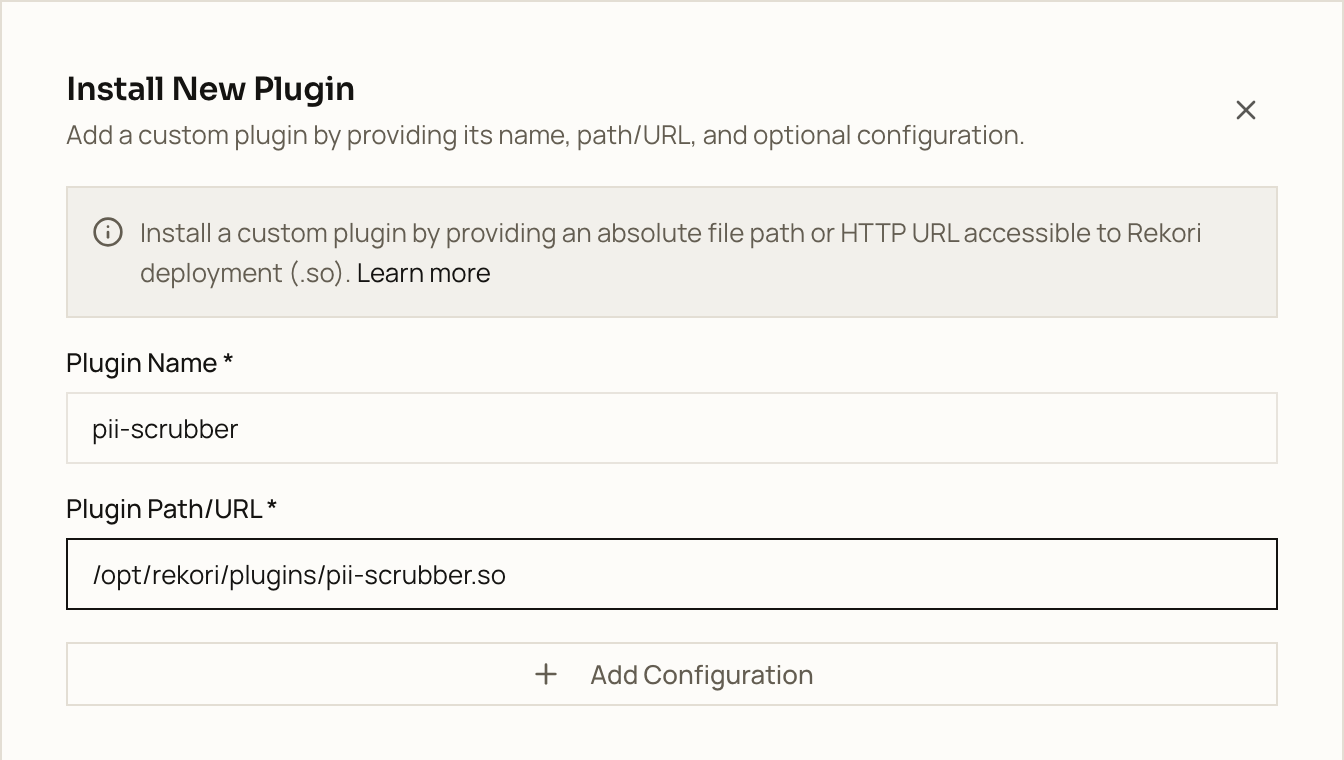 Install New Plugin
Add a custom plugin by providing its name, path/URL, and optional configuration.
Install a custom plugin by providing an absolute file path or HTTP URL accessible to Rekori
deployment (.so). Learn more
Plugin Name *
pii-scrubber
Plugin Path/URL *
/opt/rekori/plugins/pii-scrubber.so
Add Configuration